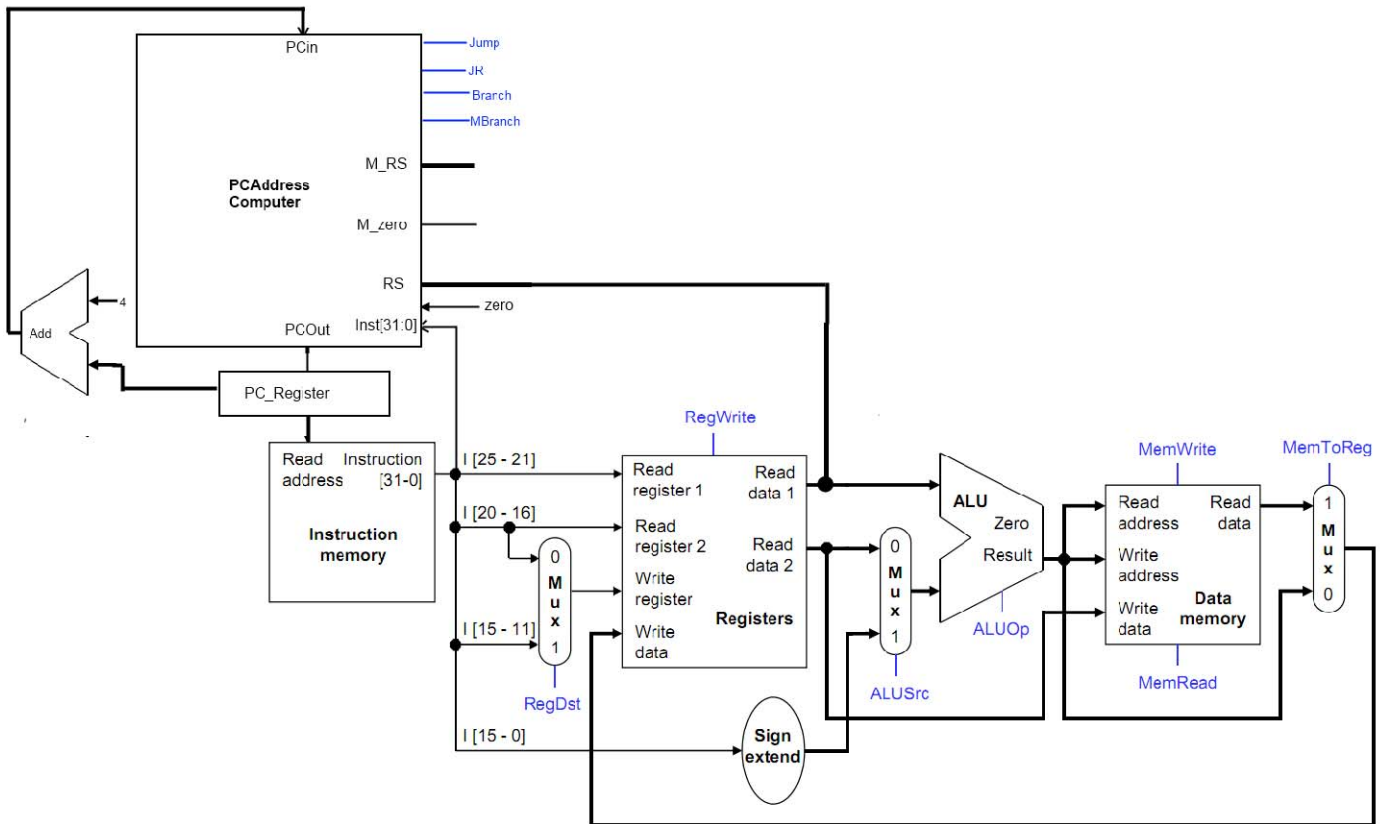 PCin
Jump
JR
Branch
MBranch
M_RS
PCAddress
Computer
M_zero
RS
zero
4
Add
PCOut
Inst[31:0]
PC_Register
Read
address
Instruction
[31-0]
Instruction
memory
I [25 - 21]
I [20 - 16]
I [15 - 11]
I [15 - 0]
0
M
u
x
1
RegDst
RegWrite
Read
register 1
Read
register 2
Write
register
Write
data
Read
data 1
Read
data 2
Registers
Sign
extend
0
M
u
x
1
ALUSrc
ALU
Zero
Result
ALUOp
MemWrite
Read
address
Write
address
Write
data
Read
data
Data
memory
MemRead
MemToReg
1
M
u
x
0